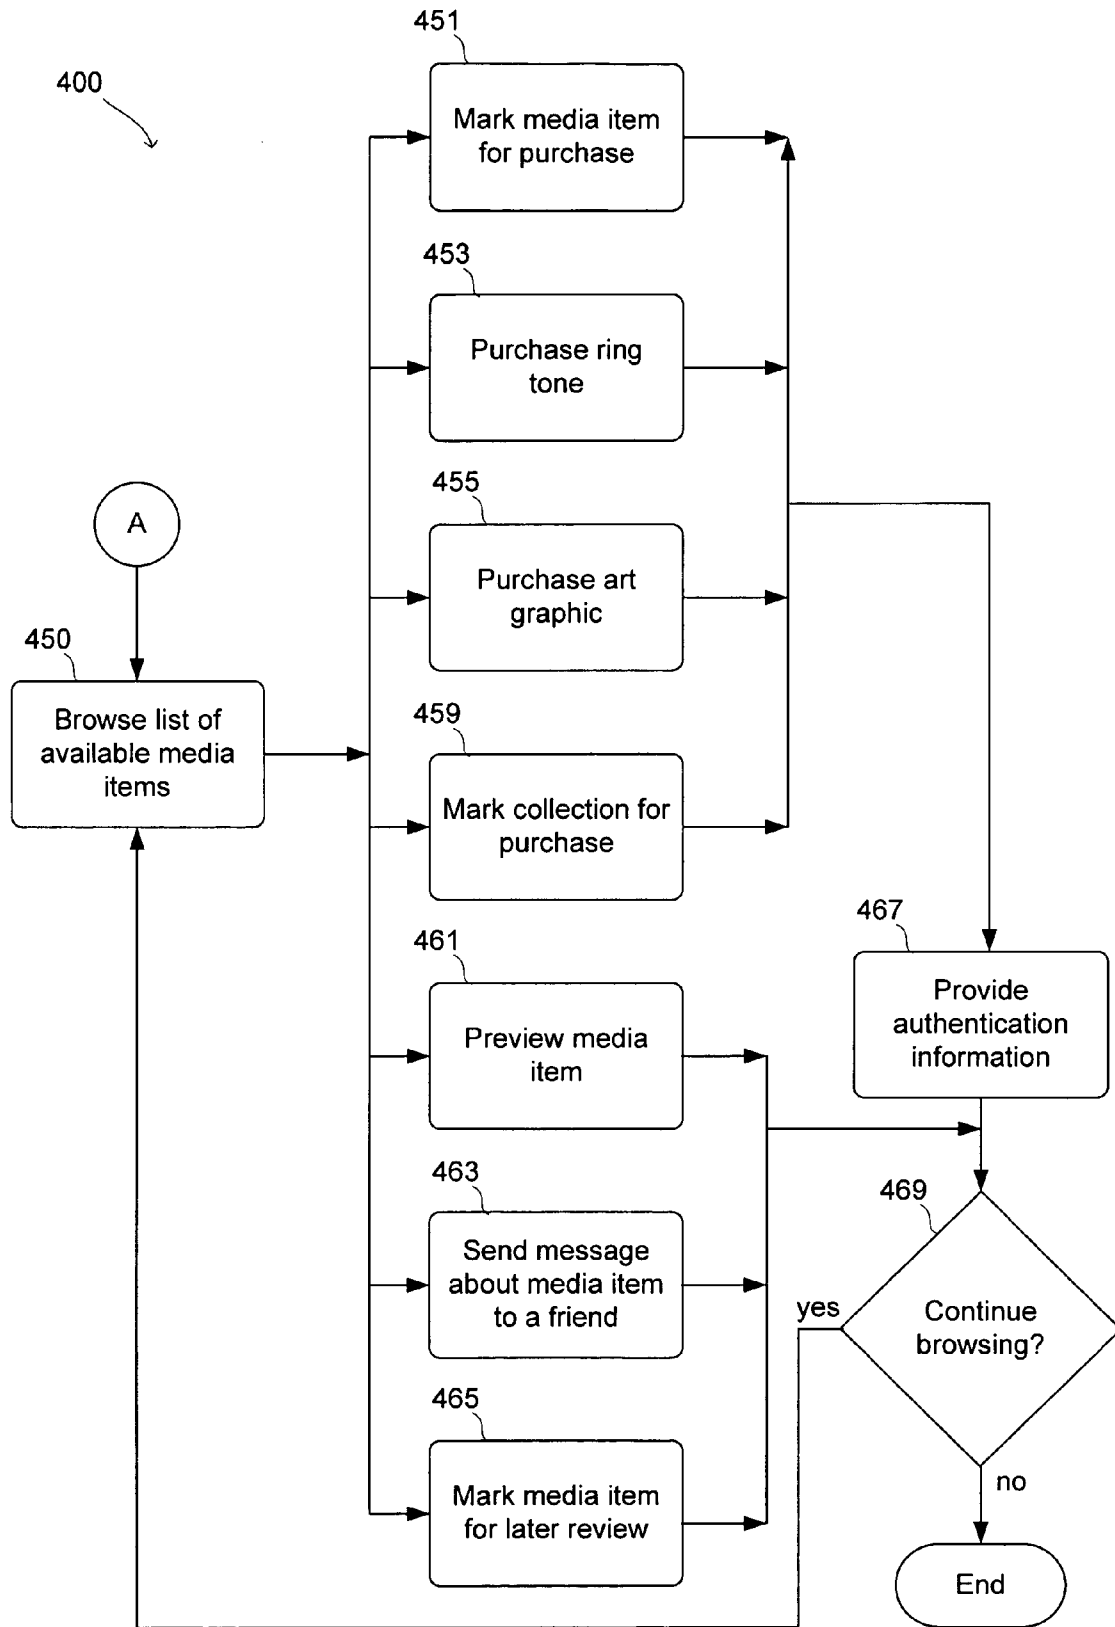 400
451
Mark media item
for purchase
453
Purchase ring
tone
455
Purchase art
graphic
A
450
Browse list of
available media
items
459
Mark collection for
purchase
461
Preview media
item
467
Provide
authentication
information
463
Send message
about media item
to a friend
469
Continue
browsing?
yes
no
465
Mark media item
for later review
End